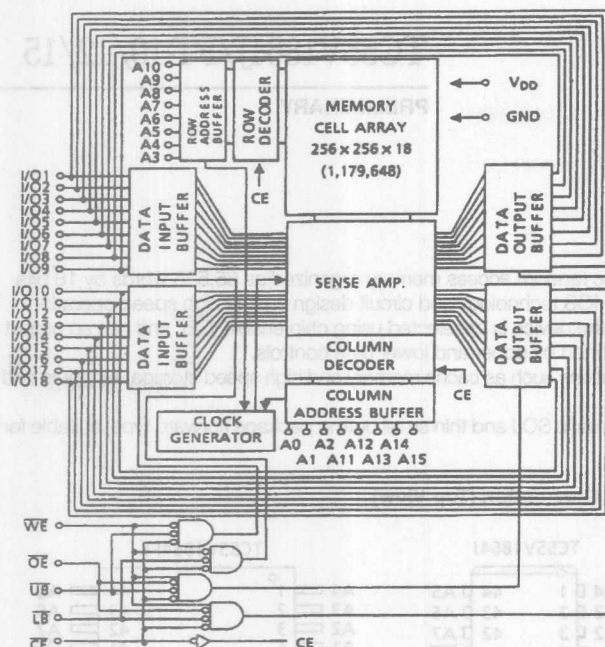 A10
A9
A8
A7
A6
A5
A4
A3
ROW
ADDRESS
BUFFER
ROW
DECODER
CE
MEMORY
CELL ARRAY
256 x 256 x 18
(1,179,648)
VDD
GND
I/O1
I/O2
I/O3
I/O4
I/O5
I/O6
I/O7
I/O8
I/O9
DATA
INPUT
BUFFER
DATA
OUTPUT
BUFFER
SENSE AMP.
I/O10
I/O11
I/O12
I/O13
I/O14
I/O15
I/O16
I/O17
I/O18
DATA
INPUT
BUFFER
DATA
OUTPUT
BUFFER
COLUMN
DECODER
CE
COLUMN
ADDRESS BUFFER
CLOCK
GENERATOR
A0 A2 A12 A14
A1 A11 A13 A15
WE
OE
UB
LB
CE
CE